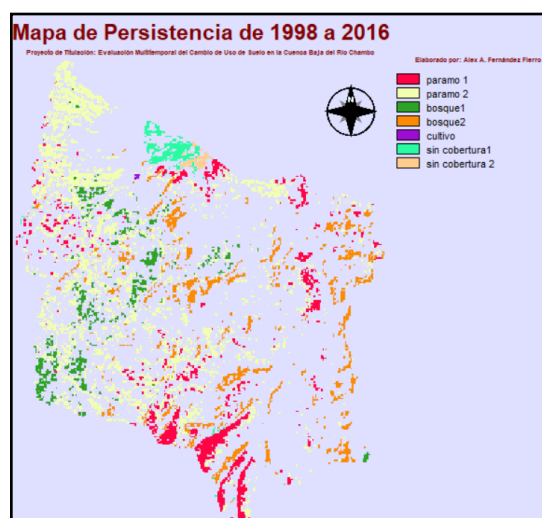 Mapa de Persistencia de 1998 a 2016
Proyecto de Titulación: Evaluación Multitemporal del Cambio de Uso de Suelo en la Cuenca Baja del Río Chambo
Elaborado por: Alex A. Fernández Fierro
paramo 1
paramo 2
bosque1
bosque2
cultivo
sin cobertura1
sin cobertura 2